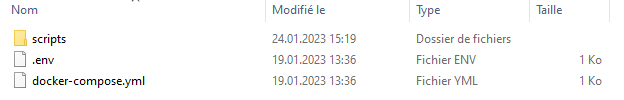 Nom Modifié le Type Taille
scripts 24.01.2023 15:19 Dossier de fichiers
.env 19.01.2023 13:36 Fichier ENV 1 Ko
docker-compose.yml 19.01.2023 13:36 Fichier YML 1 Ko